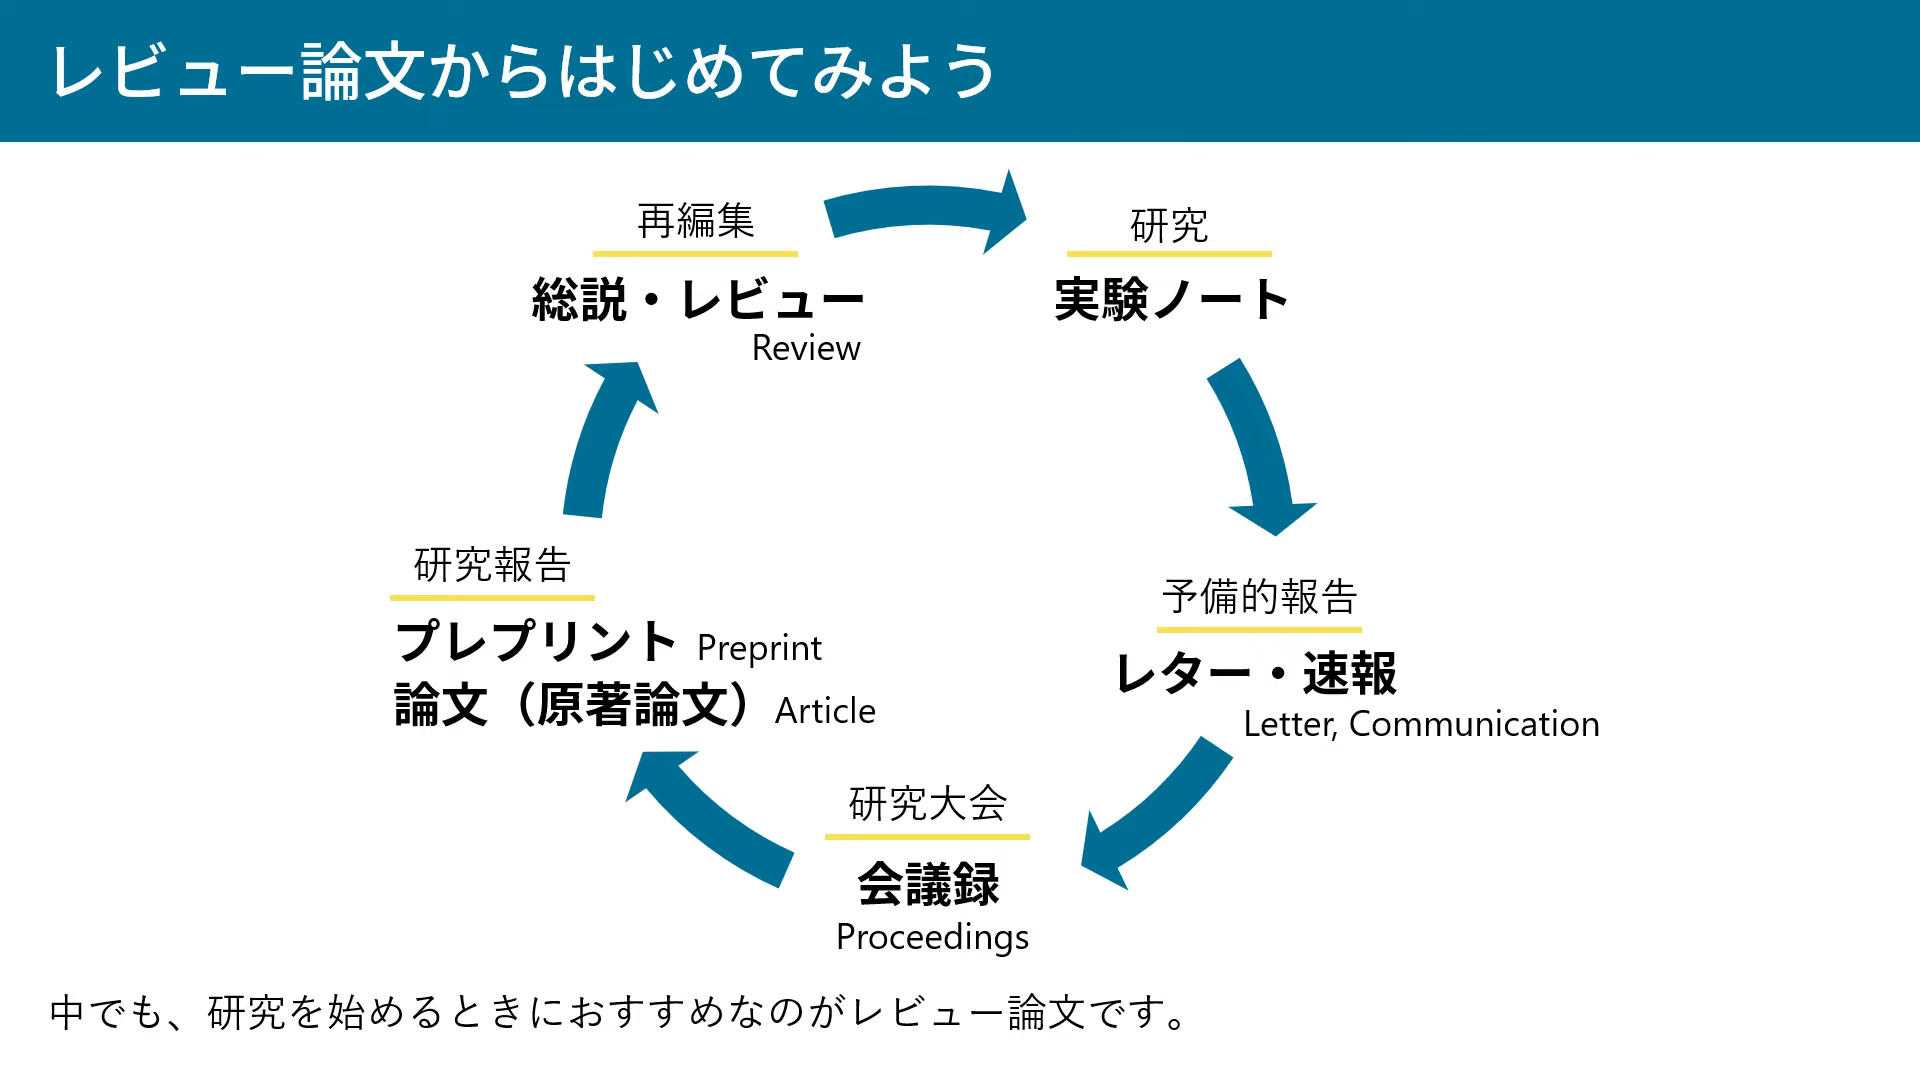 レビュー論文からはじめてみよう
再編集
総説・レビュー
Review
研究
実験ノート
予備的報告
レター・速報
Letter, Communication
研究大会
会議録
Proceedings
研究報告
プレプリント Preprint
論文（原著論文）Article
中でも、研究を始めるときにおすすめなのがレビュー論文です。